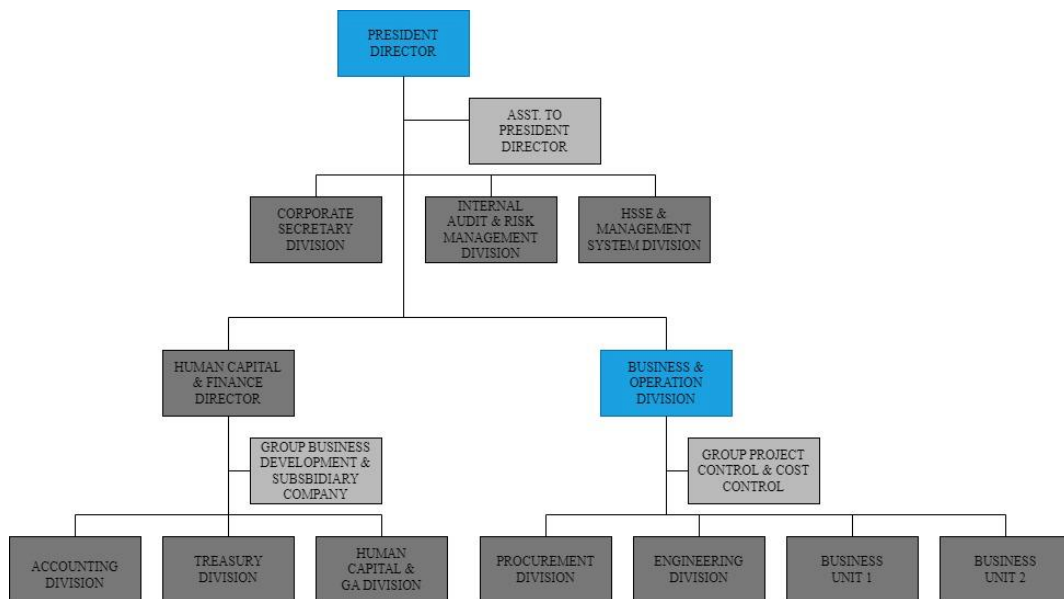 PRESIDENT
DIRECTOR
ASST. TO
PRESIDENT
DIRECTOR
CORPORATE
SECRETARY
DIVISION
INTERNAL
AUDIT & RISK
MANAGEMENT
DIVISION
HSSE &
MANAGEMENT
SYSTEM DIVISION
HUMAN CAPITAL
& FINANCE
DIRECTOR
BUSINESS &
OPERATION
DIVISION
GROUP BUSINESS
DEVELOPMENT &
SUBSBIDIARY
COMPANY
GROUP PROJECT
CONTROL & COST
CONTROL
ACCOUNTING
DIVISION
TREASURY
DIVISION
HUMAN
CAPITAL &
GA DIVISION
PROCUREMENT
DIVISION
ENGINEERING
DIVISION
BUSINESS
UNIT 1
BUSINESS
UNIT 2